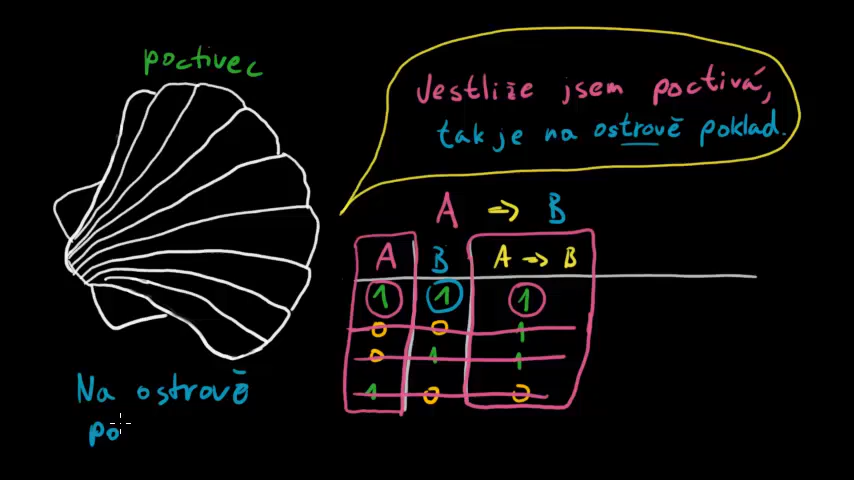 poctivec
Jestliže jsem poctivá,
tak je na ostrově poklad.
A => B
A B A => B
1 1 1
0 0 1
0 1 1
1 0 0
Na ostrově
po